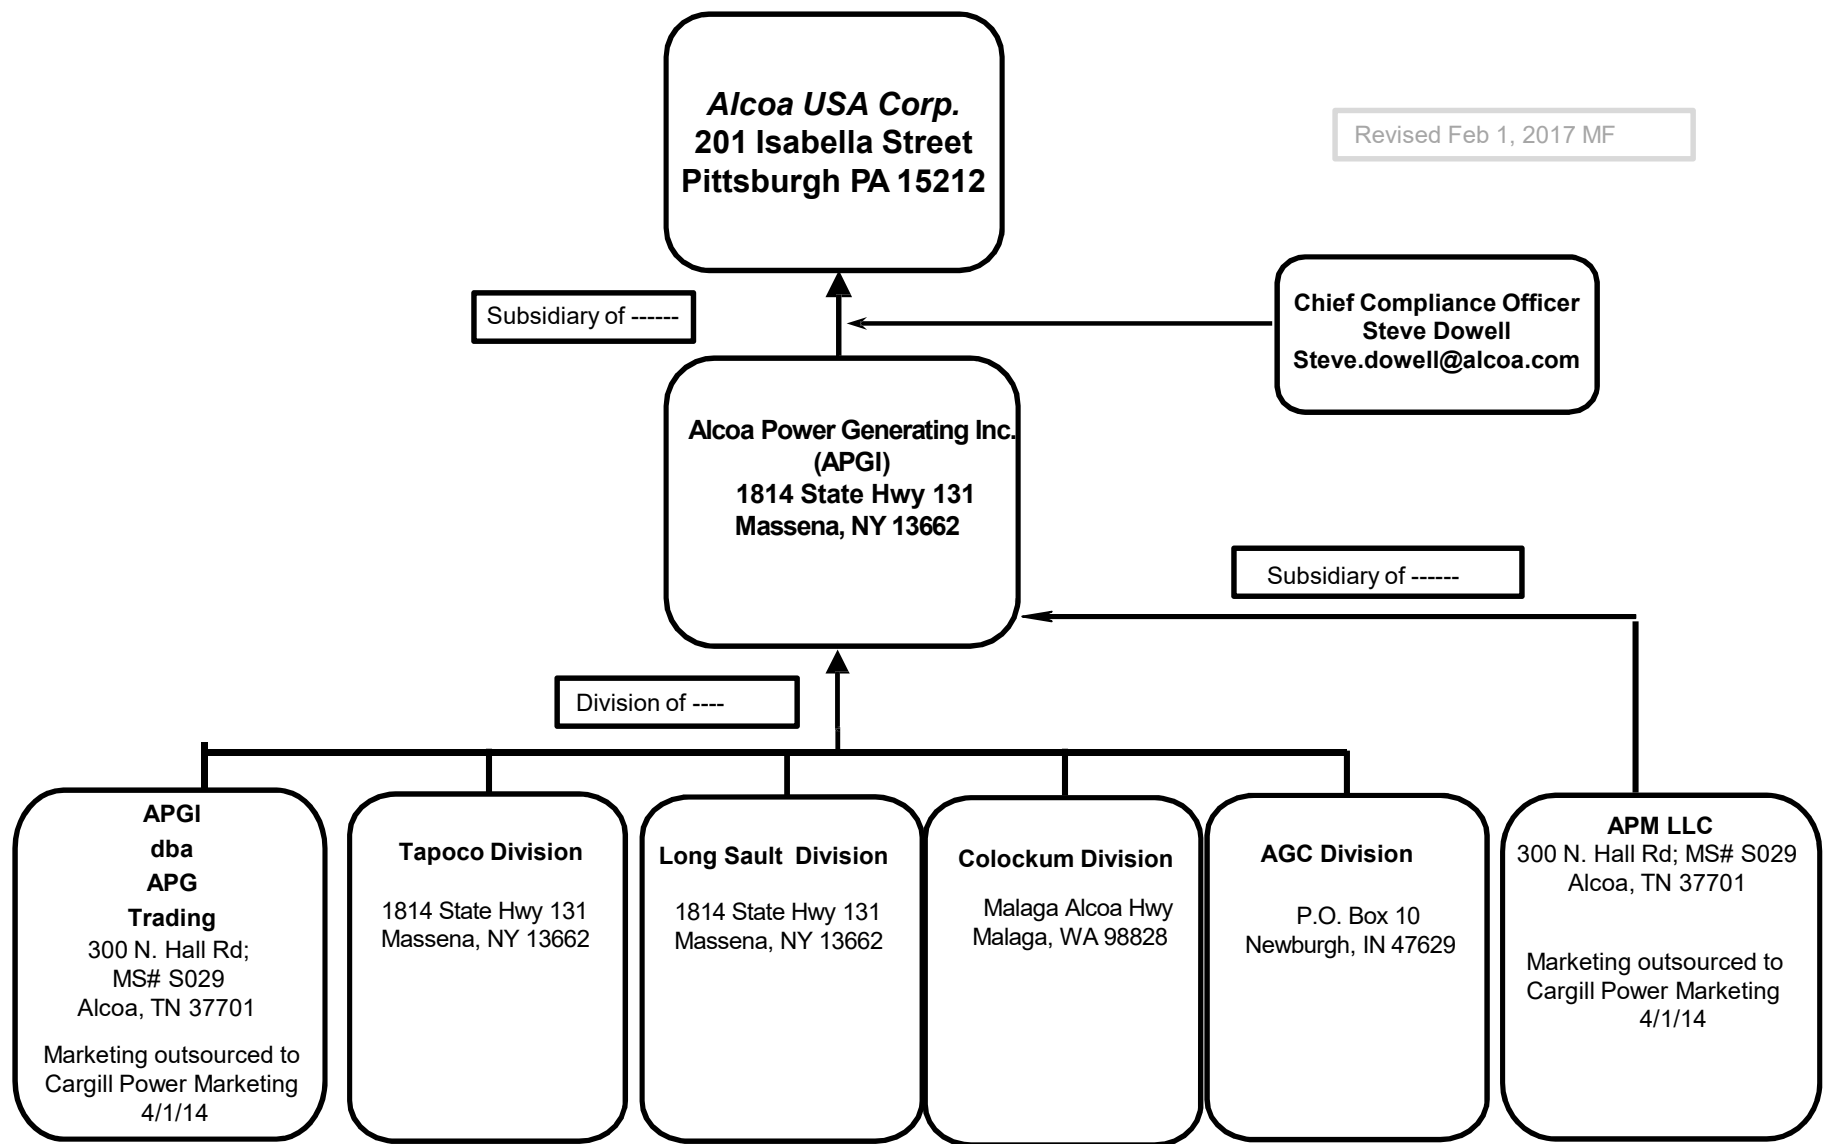 Alcoa USA Corp.
201 Isabella Street
Pittsburgh PA 15212
Revised Feb 1, 2017 MF
Subsidiary of ------
Chief Compliance Officer
Steve Dowell
Steve.dowell@alcoa.com
Alcoa Power Generating Inc.
(APGI)
1814 State Hwy 131
Massena, NY 13662
Subsidiary of ------
Division of ----
APGI
dba
APG
Trading
300 N. Hall Rd;
MS# S029
Alcoa, TN 37701
Marketing outsourced to
Cargill Power Marketing
4/1/14
Tapoco Division
1814 State Hwy 131
Massena, NY 13662
Long Sault Division
1814 State Hwy 131
Massena, NY 13662
Colockum Division
Malaga Alcoa Hwy
Malaga, WA 98828
AGC Division
P.O. Box 10
Newburgh, IN 47629
APM LLC
300 N. Hall Rd; MS# S029
Alcoa, TN 37701
Marketing outsourced to
Cargill Power Marketing
4/1/14